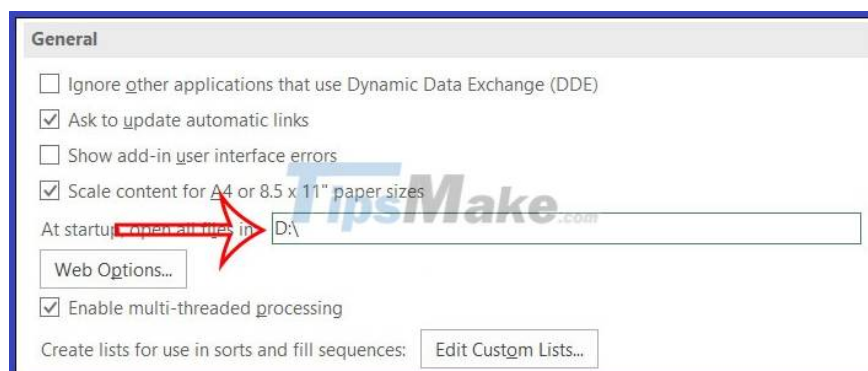 General
Ignore other applications that use Dynamic Data Exchange (DDE)
Ask to update automatic links
Show add-in user interface errors
Scale content for A4 or 8.5 x 11" paper sizes
TipsMake.com
At startup, open all files in: D:\
Web Options...
Enable multi-threaded processing
Create lists for use in sorts and fill sequences: Edit Custom Lists...